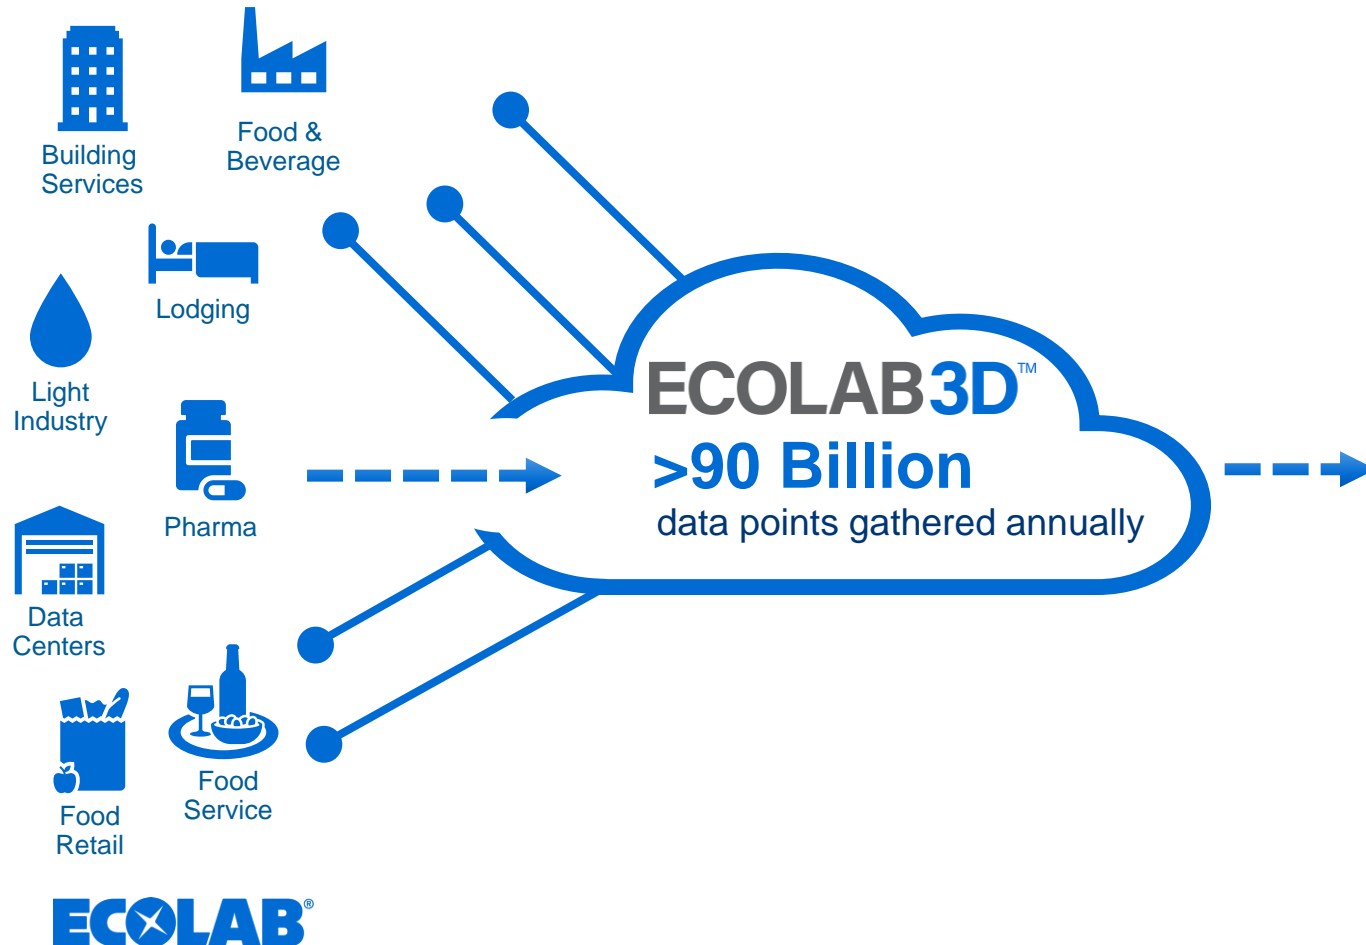 Building
Services
Food &
Beverage
Lodging
Light
Industry
Pharma
Data
Centers
Food
Service
Food
Retail
ECOLAB3D™
>90 Billion
data points gathered annually
ECOLAB®